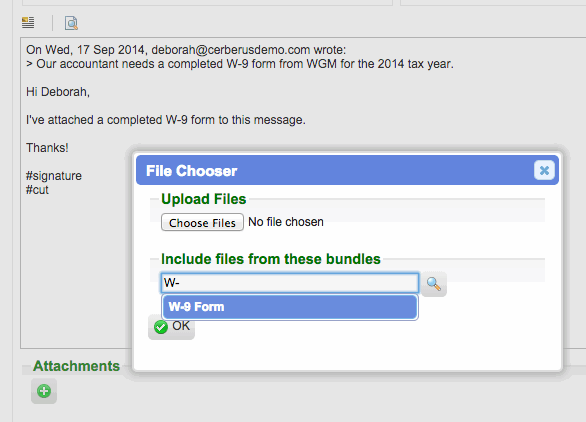 On Wed, 17 Sep 2014, deborah@cerberusdemo.com wrote:
> Our accountant needs a completed W-9 form from WGM for the 2014 tax year.
Hi Deborah,
I've attached a completed W-9 form to this message.
Thanks!
#signature
#cut
File Chooser
Upload Files
Choose Files No file chosen
Include files from these bundles
W-
W-9 Form
OK
Attachments